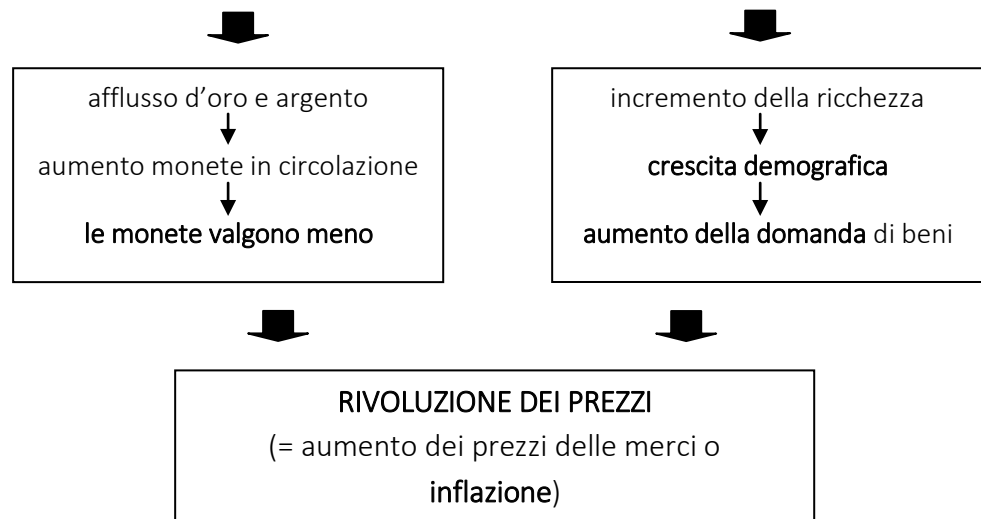 afflusso d’oro e argento
aumento monete in circolazione
le monete valgono meno
incremento della ricchezza
crescita demografica
aumento della domanda di beni
RIVOLUZIONE DEI PREZZI
(= aumento dei prezzi delle merci o
inflazione)